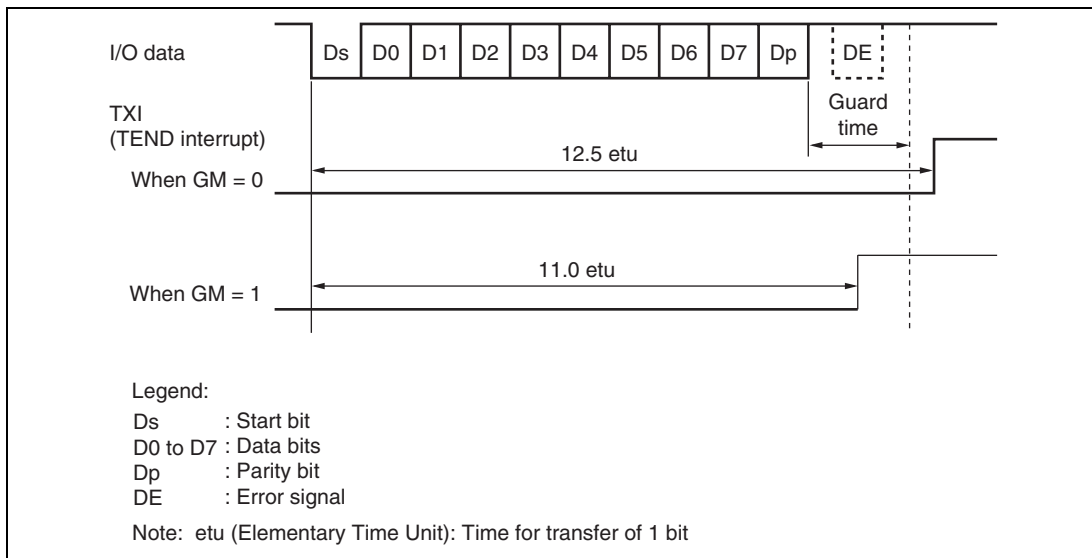 I/O data
Ds D0 D1 D2 D3 D4 D5 D6 D7 Dp DE
TXI
(TEND interrupt)
Guard
time
12.5 etu
When GM = 0
11.0 etu
When GM = 1
Legend:
Ds : Start bit
D0 to D7 : Data bits
Dp : Parity bit
DE : Error signal
Note: etu (Elementary Time Unit): Time for transfer of 1 bit